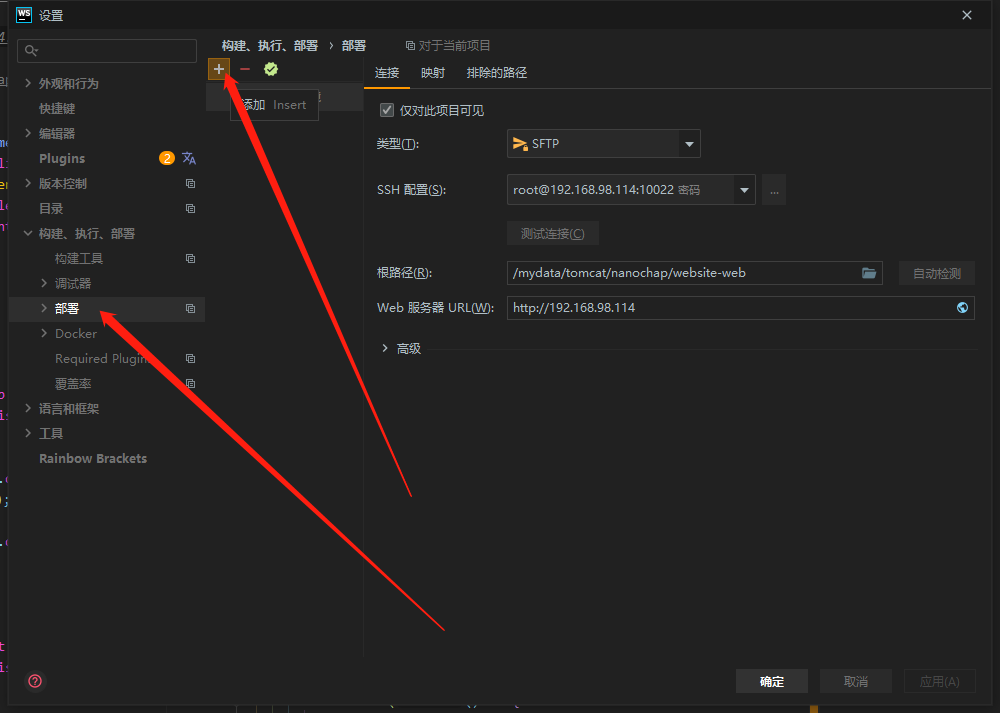 WS 设置
构建、执行、部署 › 部署 对于当前项目
外观和行为
快捷键
编辑器
Plugins 2
版本控制
目录
构建、执行、部署
构建工具
调试器
部署
Docker
Required Plugin
覆盖率
语言和框架
工具
Rainbow Brackets
添加 Insert
连接 映射 排除的路径
仅对此项目可见
类型(T): SFTP
SSH 配置(S): root@192.168.98.114:10022 密码 ...
测试连接(C)
根路径(R): /mydata/tomcat/nanochap/website-web 自动检测
Web 服务器 URL(W): http://192.168.98.114
高级
? 确定 取消 应用(A)